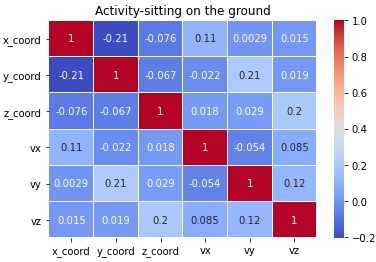 Activity-sitting on the ground
x_coord 1 -0.21 -0.076 0.11 0.0029 0.015
y_coord -0.21 1 -0.067 -0.022 0.21 0.019
z_coord -0.076 -0.067 1 0.018 0.029 0.2
vx 0.11 -0.022 0.018 1 -0.054 0.085
vy 0.0029 0.21 0.029 -0.054 1 0.12
vz 0.015 0.019 0.2 0.085 0.12 1
x_coord y_coord z_coord vx vy vz
1.0
0.8
0.6
0.4
0.2
0.0
-0.2